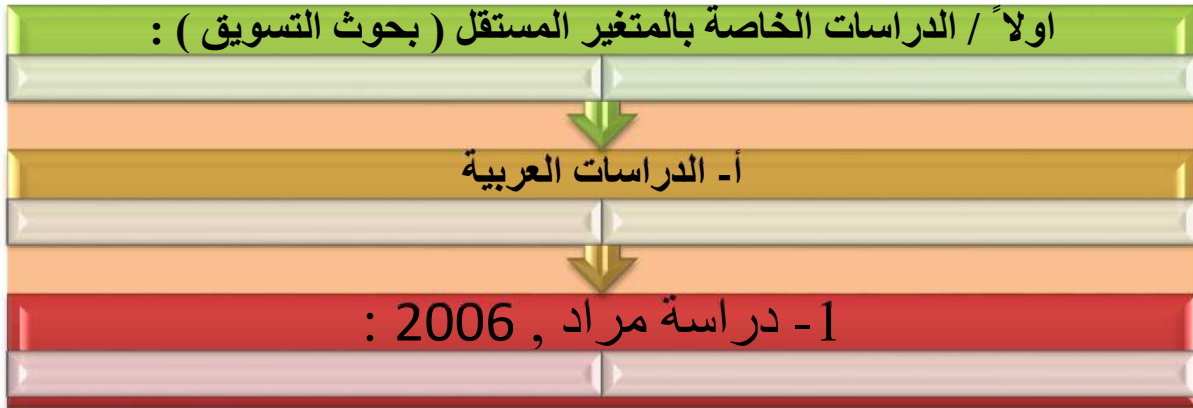 اولاً / الدراسات الخاصة بالمتغير المستقل ( بحوث التسويق ) :
أ- الدراسات العربية
1- دراسة مراد , 2006 :